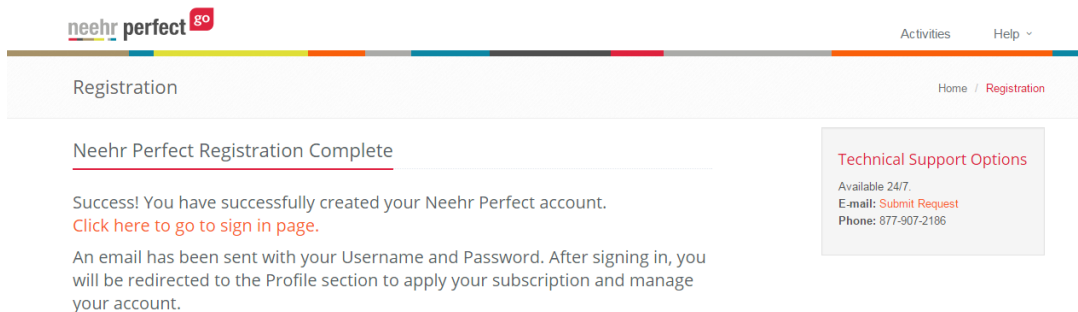 neehr perfect go
Activities Help
Registration
Home / Registration
Neehr Perfect Registration Complete
Success! You have successfully created your Neehr Perfect account.
Click here to go to sign in page.
An email has been sent with your Username and Password. After signing in, you
will be redirected to the Profile section to apply your subscription and manage
your account.
Technical Support Options
Available 24/7.
E-mail: Submit Request
Phone: 877-907-2186